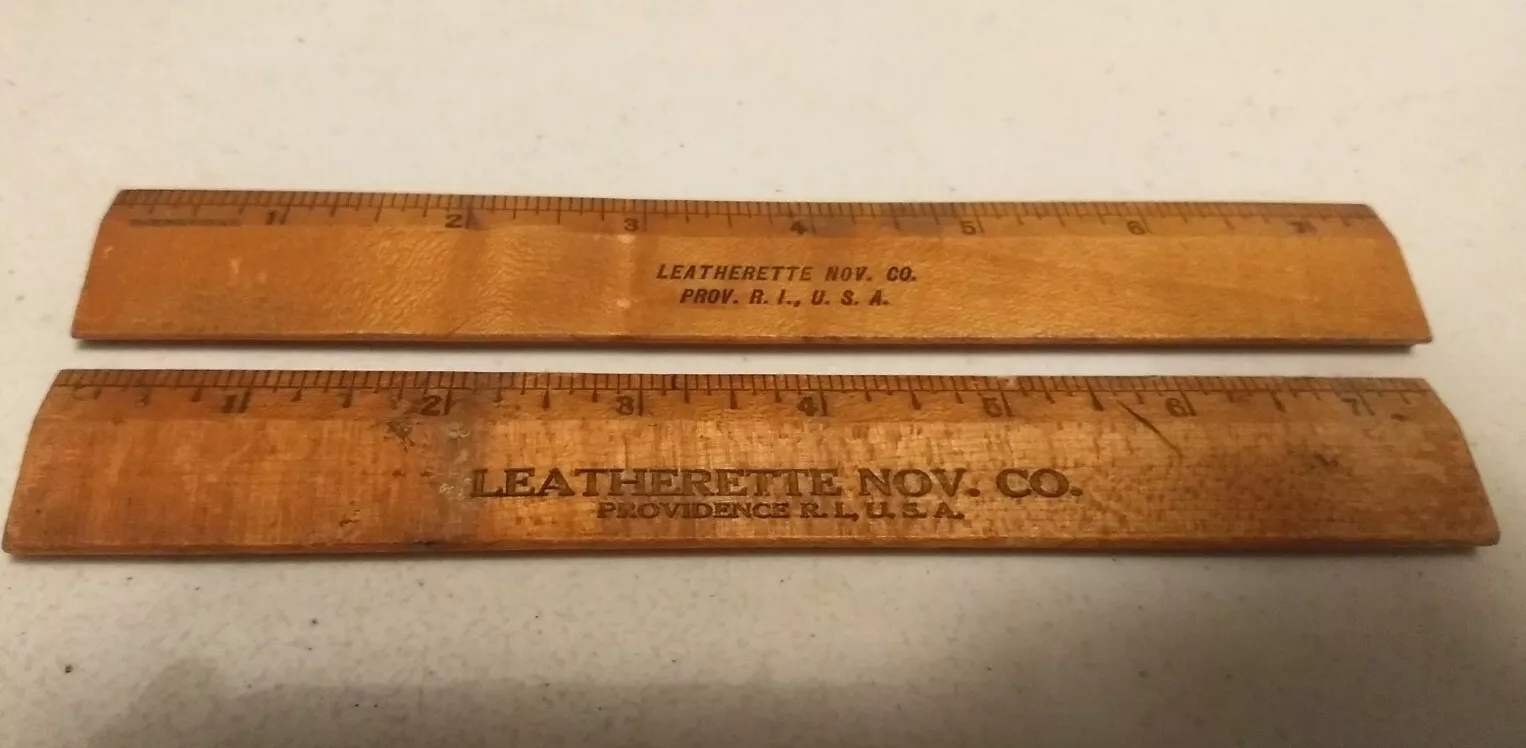 1 2 3 4 5 6 7
LEATHERETTE NOV. CO.
PROV. R. I., U. S. A.
1 2 3 4 5 6 7
LEATHERETTE NOV. CO.
PROVIDENCE R. I., U. S. A.